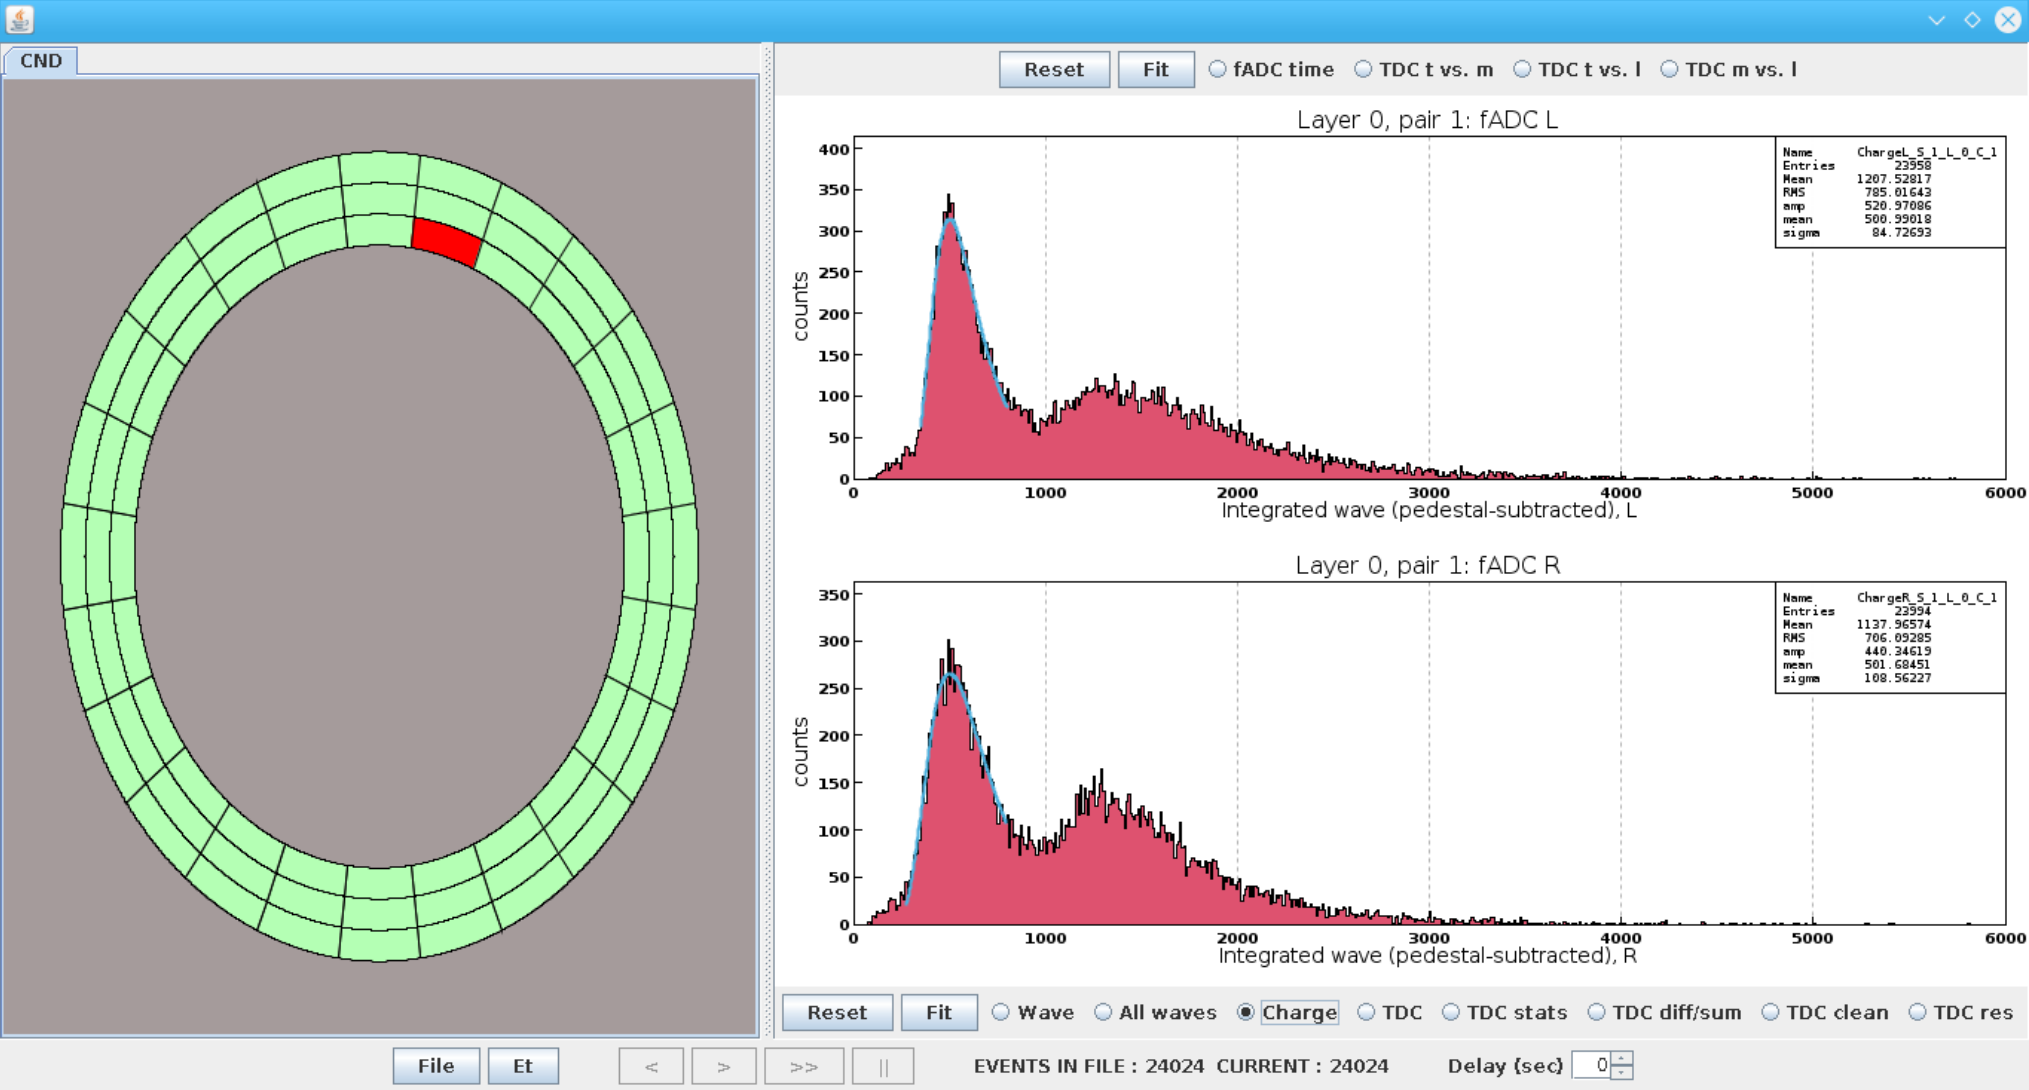 CND
Reset Fit fADC time TDC t vs. m TDC t vs. l TDC m vs. l
Layer 0, pair 1: fADC L
400
350
300
250
200
150
100
50
0
counts
Name ChargeL_S_1_L_0_C_1
Entries 23958
Mean 1207.52817
RMS 785.01643
amp 520.97086
mean 500.99018
sigma 84.72693
0 1000 2000 3000 4000 5000 6000
Integrated wave (pedestal-subtracted), L
Layer 0, pair 1: fADC R
350
300
250
200
150
100
50
0
counts
Name ChargeR_S_1_L_0_C_1
Entries 23994
Mean 1137.96574
RMS 706.09285
amp 440.34619
mean 501.68451
sigma 108.56227
0 1000 2000 3000 4000 5000 6000
Integrated wave (pedestal-subtracted), R
Reset Fit Wave All waves Charge TDC TDC stats TDC diff/sum TDC clean TDC res
File Et < > >> || EVENTS IN FILE : 24024 CURRENT : 24024 Delay (sec) 0